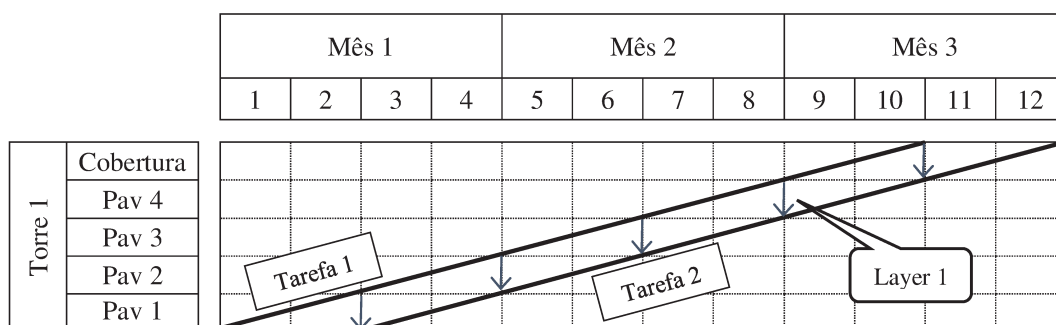 Mês 1 Mês 2 Mês 3
1 2 3 4 5 6 7 8 9 10 11 12
Torre 1
Cobertura
Pav 4
Pav 3
Pav 2
Pav 1
Tarefa 1
Tarefa 2
Layer 1